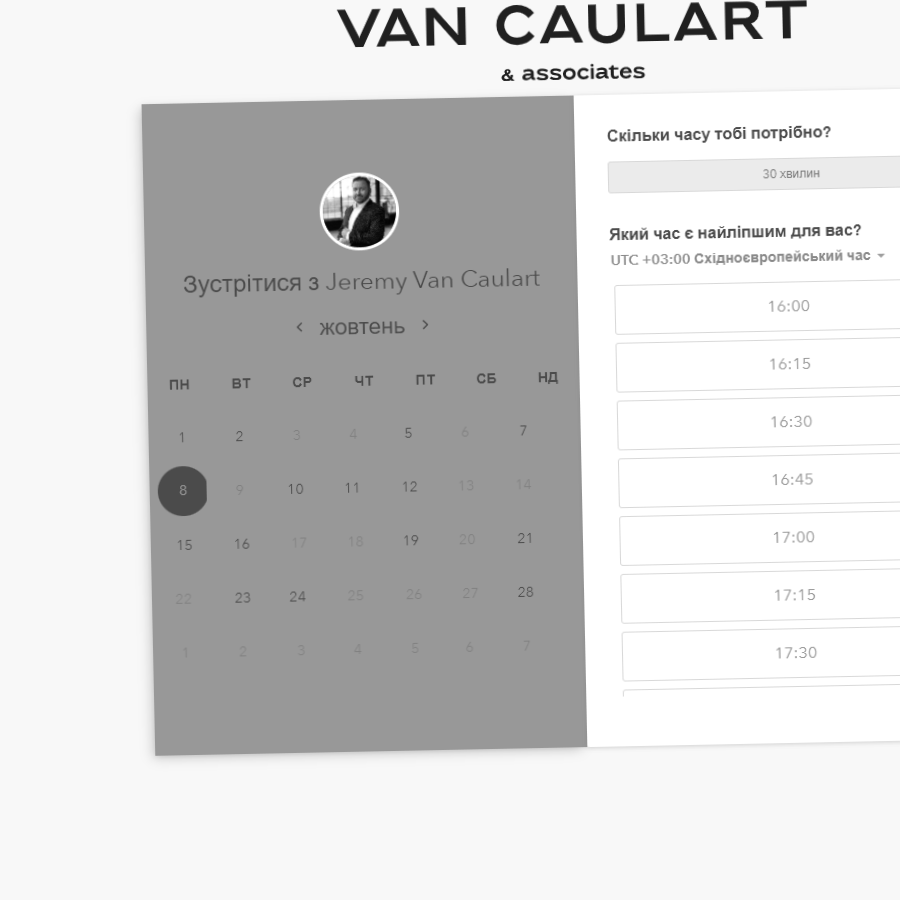 VAN CAULART
& associates
Зустрітися з Jeremy Van Caulart
жовтень
ПН ВТ СР ЧТ ПТ СБ НД
1 2 3 4 5 6 7
8 9 10 11 12 13 14
15 16 17 18 19 20 21
22 23 24 25 26 27 28
1 2 3 4 5 6 7
Скільки часу тобі потрібно?
30 хвилин
Який час є найліпшим для вас?
UTC +03:00 Східноєвропейський час
16:00
16:15
16:30
16:45
17:00
17:15
17:30